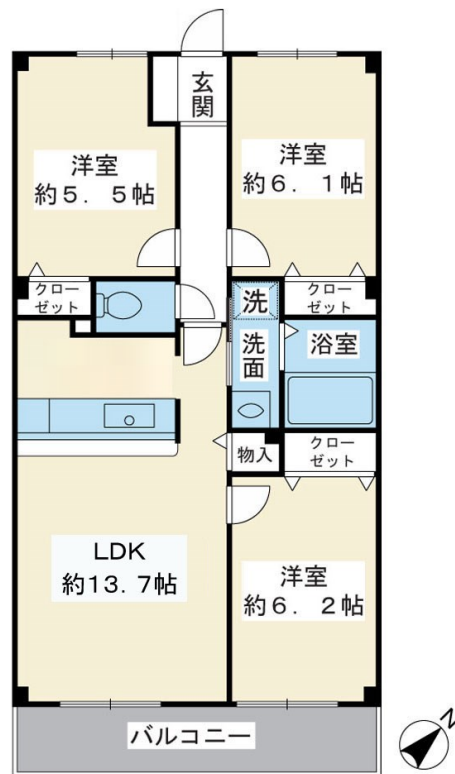 玄
関
洋室
約5．5帖
洋室
約6．1帖
クロー
ゼット
洗
洗
面
クロー
ゼット
浴室
物入
クロー
ゼット
LDK
約13．7帖
洋室
約6．2帖
バルコニー
N